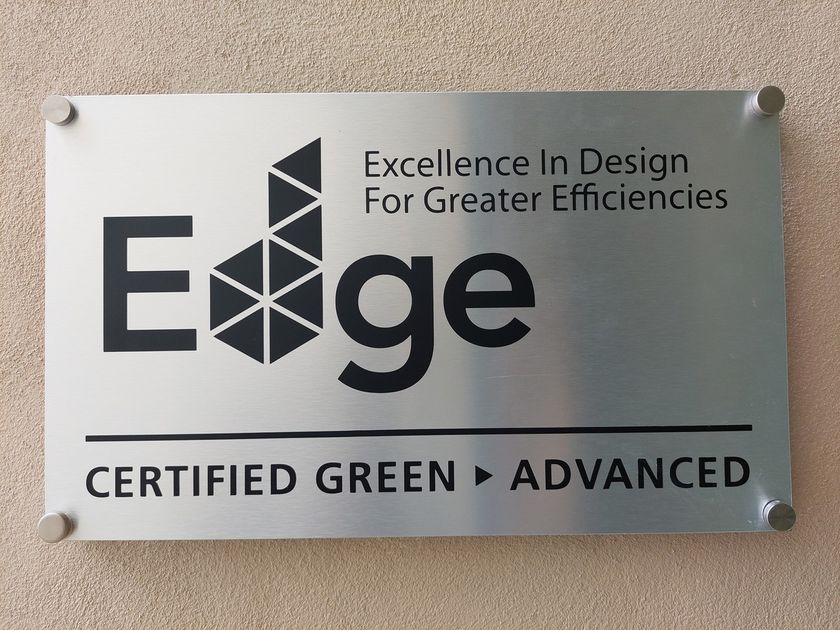 Excellence In Design
For Greater Efficiencies
Edge
CERTIFIED GREEN ▸ ADVANCED